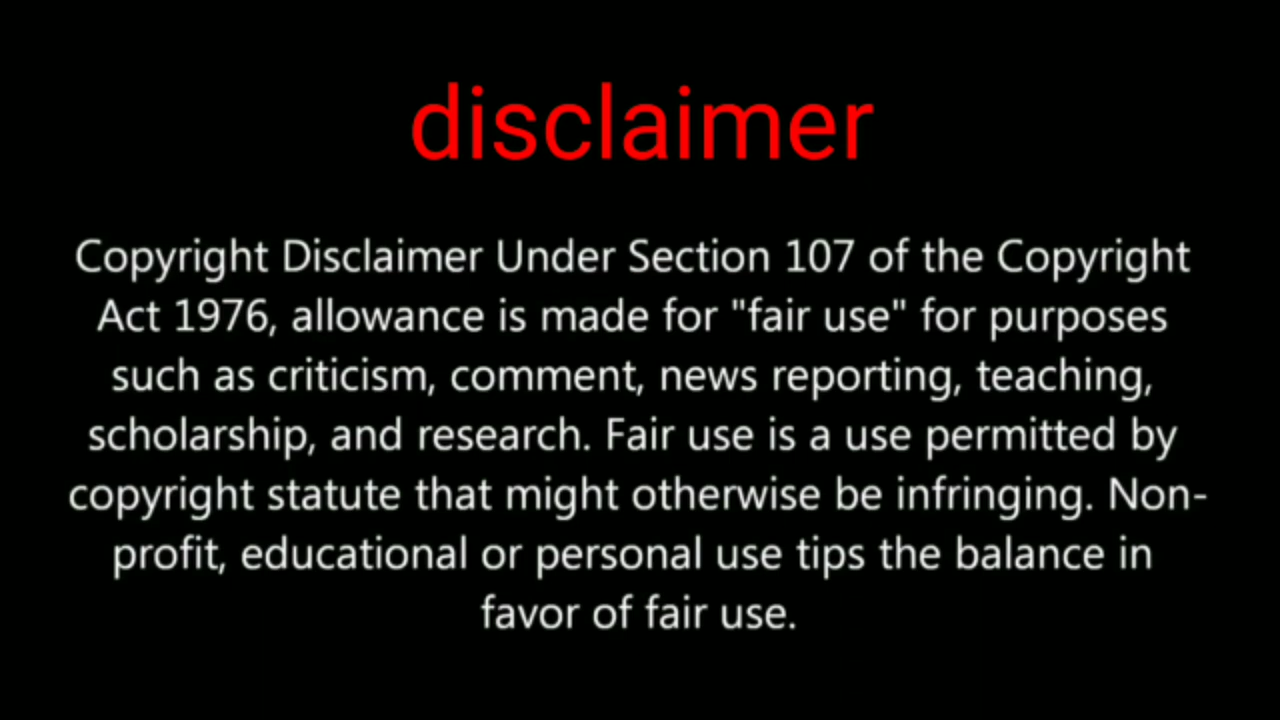 disclaimer
Copyright Disclaimer Under Section 107 of the Copyright
Act 1976, allowance is made for "fair use" for purposes
such as criticism, comment, news reporting, teaching,
scholarship, and research. Fair use is a use permitted by
copyright statute that might otherwise be infringing. Non-
profit, educational or personal use tips the balance in
favor of fair use.